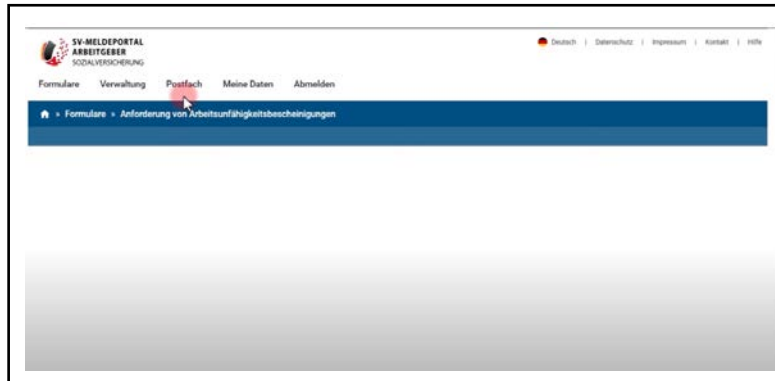 SV-MELDEPORTAL
ARBEITGEBER
SOZIALVERSICHERUNG
Deutsch | Datenschutz | Impressum | Kontakt | Hilfe
Formulare Verwaltung Postfach Meine Daten Abmelden
» Formulare » Anforderung von Arbeitsunfähigkeitsbescheinigungen